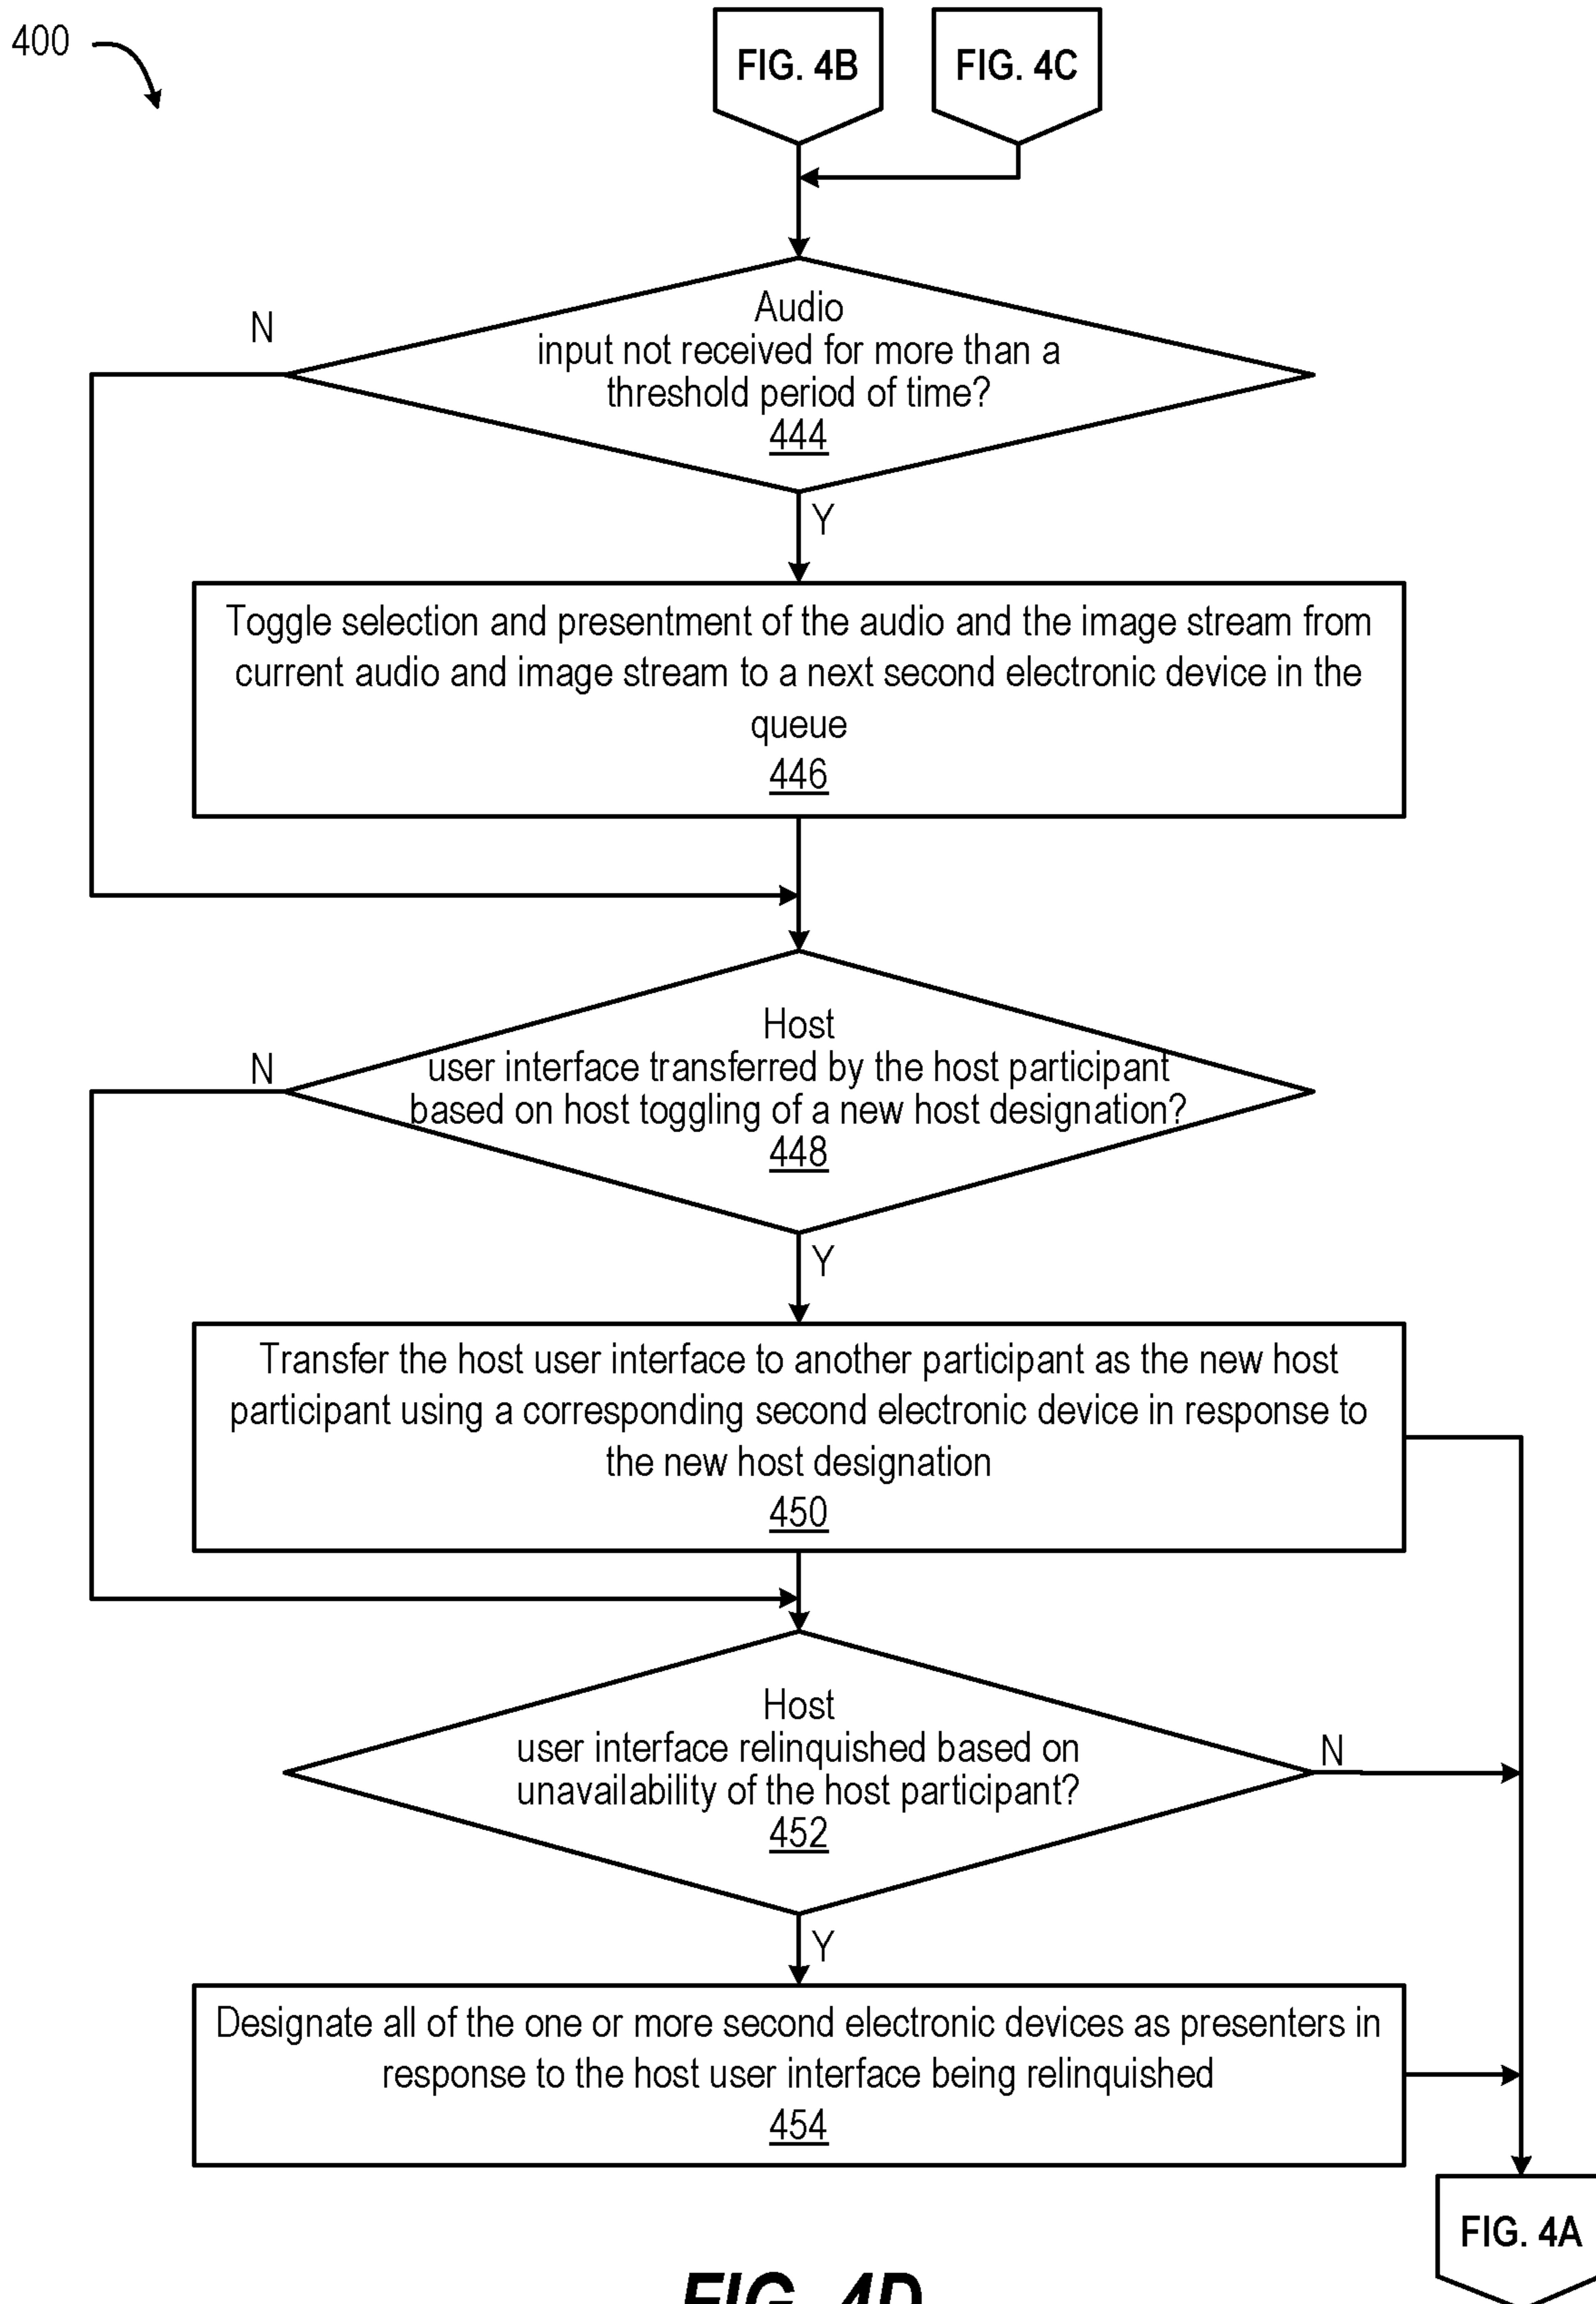 400
FIG. 4B
FIG. 4C
Audio
input not received for more than a
threshold period of time?
444
N
Y
Toggle selection and presentment of the audio and the image stream from
current audio and image stream to a next second electronic device in the
queue
446
Host
user interface transferred by the host participant
based on host toggling of a new host designation?
448
N
Y
Transfer the host user interface to another participant as the new host
participant using a corresponding second electronic device in response to
the new host designation
450
Host
user interface relinquished based on
unavailability of the host participant?
452
N
Y
Designate all of the one or more second electronic devices as presenters in
response to the host user interface being relinquished
454
FIG. 4A
FIG. 4D